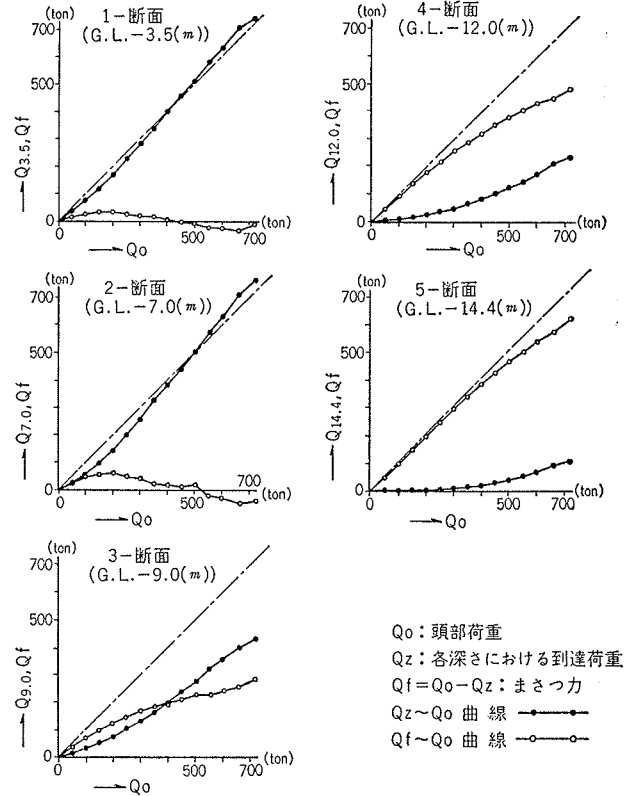 (ton)
700
500
0
1-断面
(G.L.-3.5(m))
→Q3.5, Qf
0
500
700
(ton)
→Qo
(ton)
700
500
0
4-断面
(G.L.-12.0(m))
→Q12.0, Qf
0
500
700
(ton)
→Qo
(ton)
700
500
0
2-断面
(G.L.-7.0(m))
→Q7.0, Qf
0
500
700
(ton)
→Qo
(ton)
700
500
0
5-断面
(G.L.-14.4(m))
→Q14.4, Qf
0
500
700
(ton)
→Qo
(ton)
700
500
0
3-断面
(G.L.-9.0(m))
→Q9.0, Qf
0
500
700
(ton)
→Qo
Qo：頭部荷重
Qz：各深さにおける到達荷重
Qf=Qo-Qz：まさつ力
Qz~Qo 曲 線
Qf~Qo 曲 線